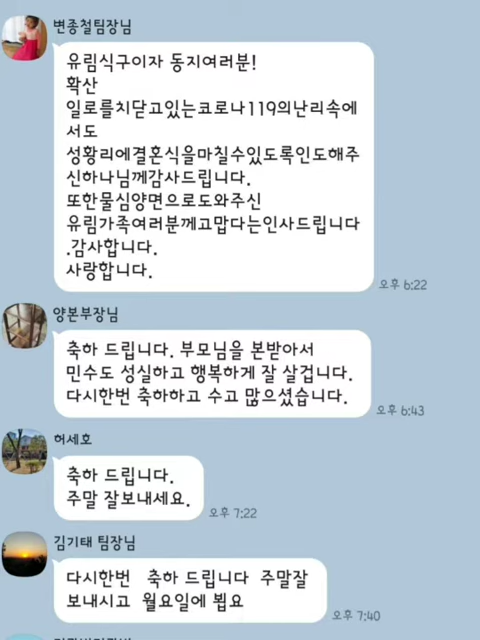 변종철팀장님
유림식구이자 동지여러분!
확산
일로를치닫고있는코로나119의난리속에
서도
성황리에결혼식을마칠수있도록인도해주
신하나님께감사드립니다.
또한물심양면으로도와주신
유림가족여러분께고맙다는인사드립니다
.감사합니다.
사랑합니다.
오후 6:22
양본부장님
축하 드립니다. 부모님을 본받아서
민수도 성실하고 행복하게 잘 살겁니다.
다시한번 축하하고 수고 많으셨습니다.
오후 6:43
허세호
축하 드립니다.
주말 잘보내세요.
오후 7:22
김기태 팀장님
다시한번 축하 드립니다 주말잘
보내시고 월요일에 뵙요
오후 7:40